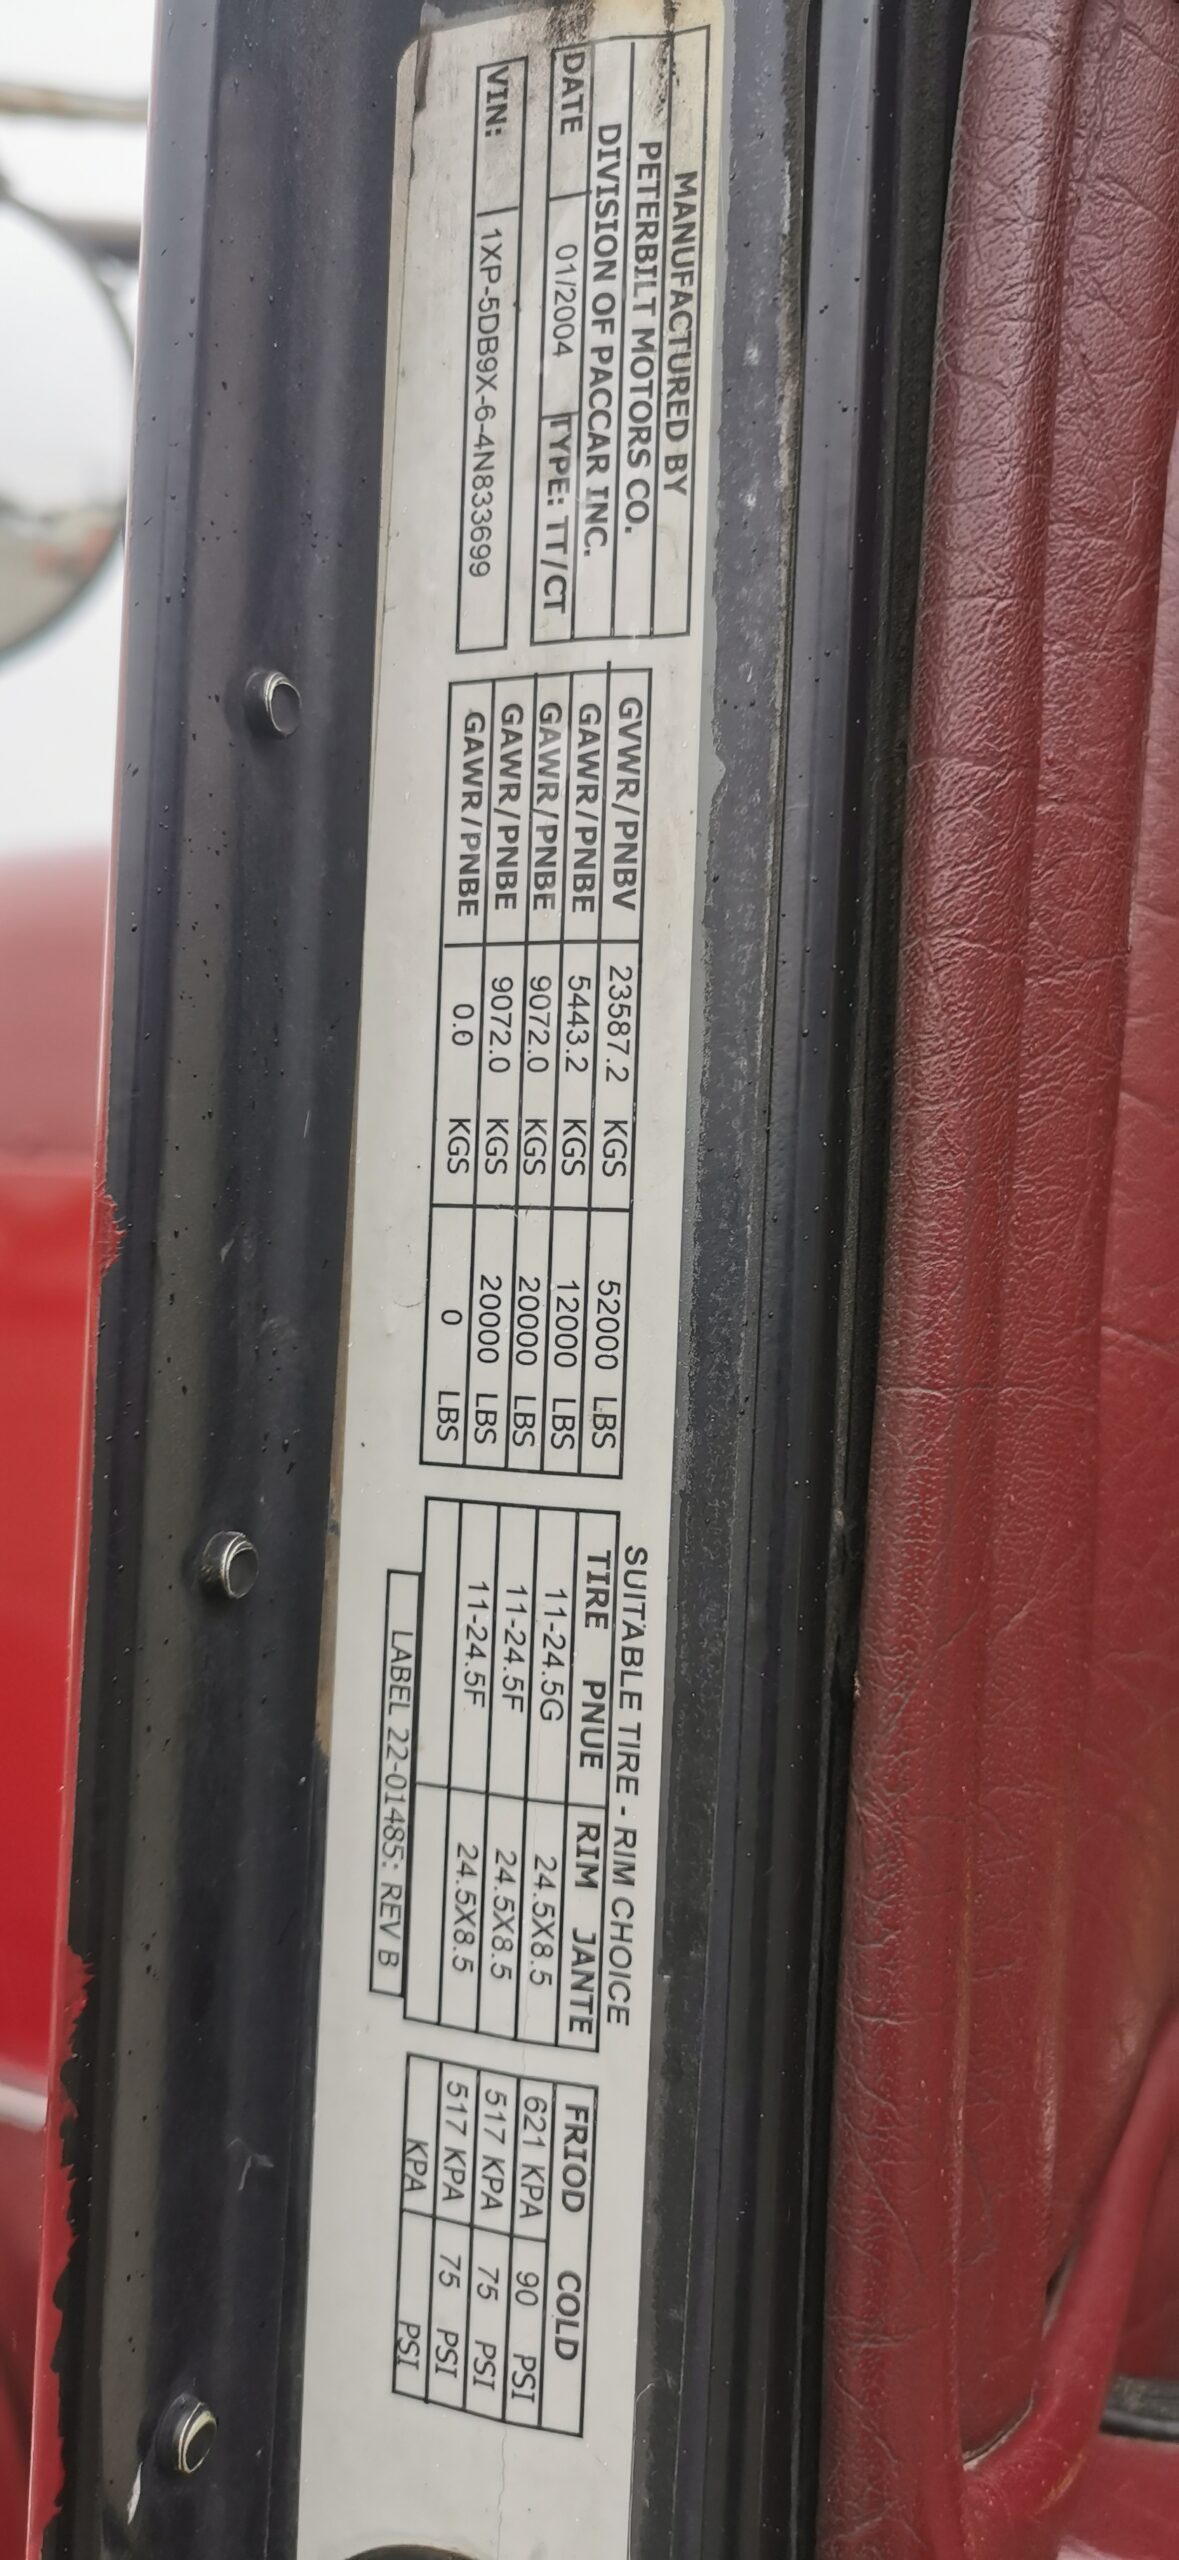 MANUFACTURED BY
PETERBILT MOTORS CO.
DIVISION OF PACCAR INC.
DATE 01/2004 TYPE: TT/CT
VIN: 1XP-5DB9X-6-4N833699
GVWR/PNBV 23587.2 KGS 52000 LBS
GAWR/PNBE 5443.2 KGS 12000 LBS
GAWR/PNBE 9072.0 KGS 20000 LBS
GAWR/PNBE 9072.0 KGS 20000 LBS
GAWR/PNBE 0.0 KGS 0 LBS
SUITABLE TIRE - RIM CHOICE
TIRE PNUE RIM JANTE
11-24.5G 24.5X8.5
11-24.5F 24.5X8.5
11-24.5F 24.5X8.5
LABEL 22-01485: REV B
FRIOD COLD
621 KPA 90 PSI
517 KPA 75 PSI
517 KPA 75 PSI
KPA PSI